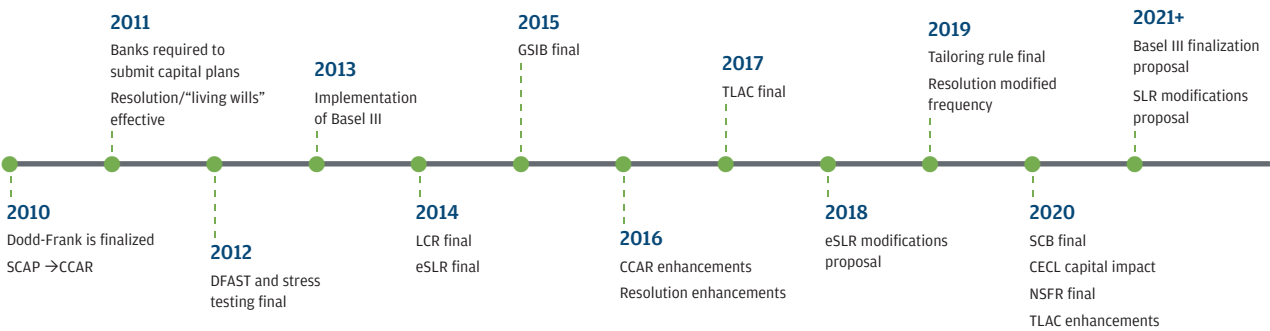 2010
Dodd-Frank is finalized
SCAP →CCAR
2011
Banks required to
submit capital plans
Resolution/“living wills”
effective
2012
DFAST and stress
testing final
2013
Implementation
of Basel III
2014
LCR final
eSLR final
2015
GSIB final
2016
CCAR enhancements
Resolution enhancements
2017
TLAC final
2018
eSLR modifications
proposal
2019
Tailoring rule final
Resolution modified
frequency
2020
SCB final
CECL capital impact
NSFR final
TLAC enhancements
2021+
Basel III finalization
proposal
SLR modifications
proposal